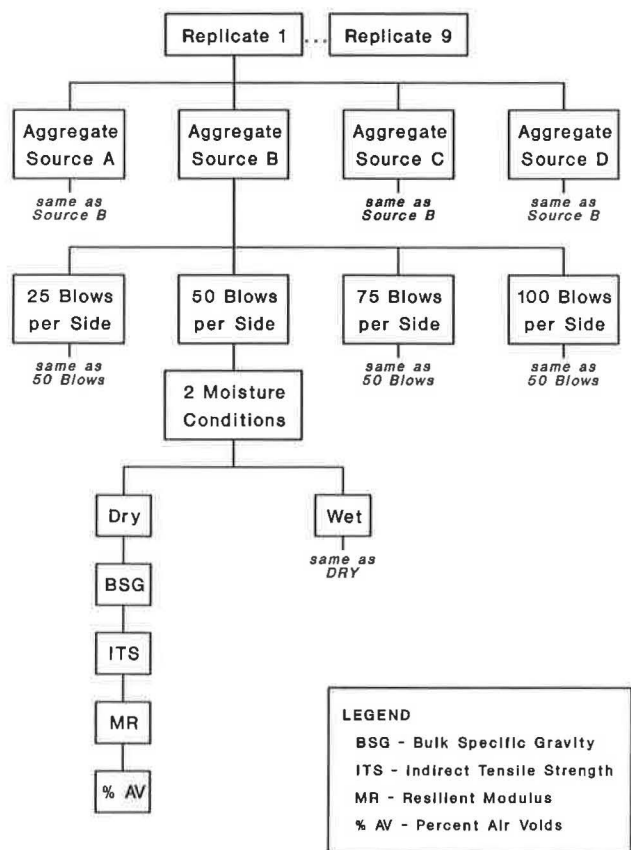 Replicate 1 ... Replicate 9
Aggregate Source A
Aggregate Source B
Aggregate Source C
Aggregate Source D
same as Source B
same as Source B
same as Source B
25 Blows per Side
50 Blows per Side
75 Blows per Side
100 Blows per Side
same as 50 Blows
same as 50 Blows
same as 50 Blows
2 Moisture
Conditions
Dry
Wet
same as
DRY
BSG
ITS
MR
% AV
LEGEND
BSG - Bulk Specific Gravity
ITS - Indirect Tensile Strength
MR - Resilient Modulus
% AV - Percent Air Voids